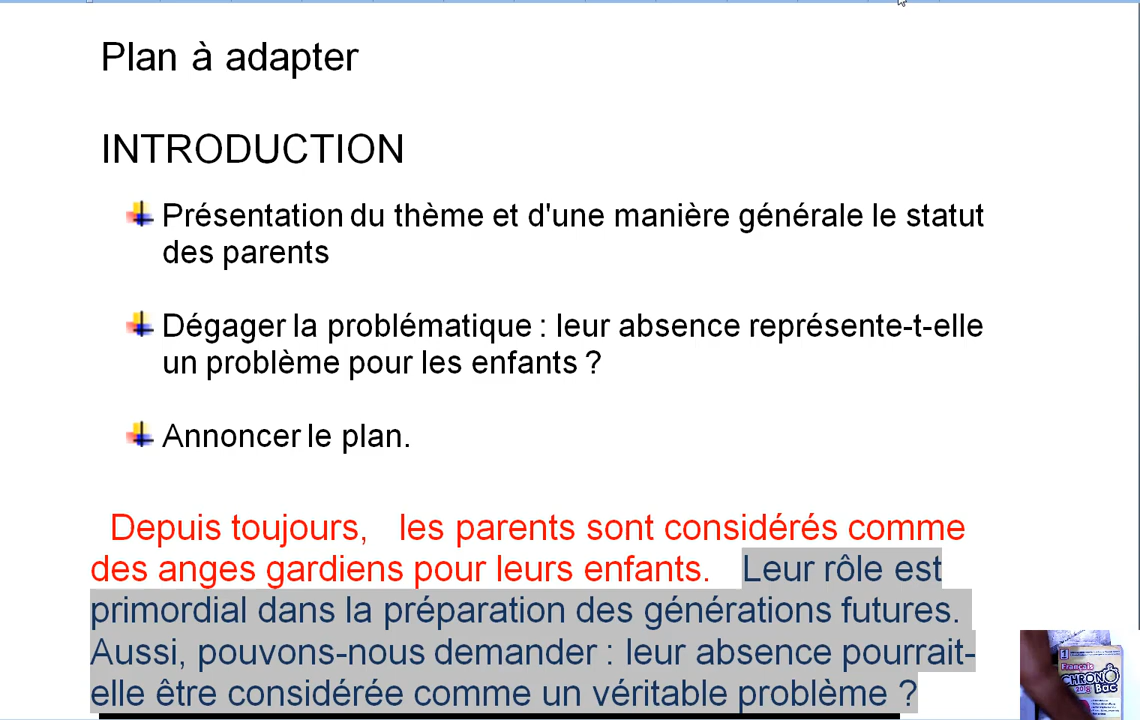 Plan à adapter
INTRODUCTION
Présentation du thème et d'une manière générale le statut
des parents
Dégager la problématique : leur absence représente-t-elle
un problème pour les enfants ?
Annoncer le plan.
Depuis toujours, les parents sont considérés comme
des anges gardiens pour leurs enfants. Leur rôle est
primordial dans la préparation des générations futures.
Aussi, pouvons-nous demander : leur absence pourrait-
elle être considérée comme un véritable problème ?
Français
CHRONO
Bac